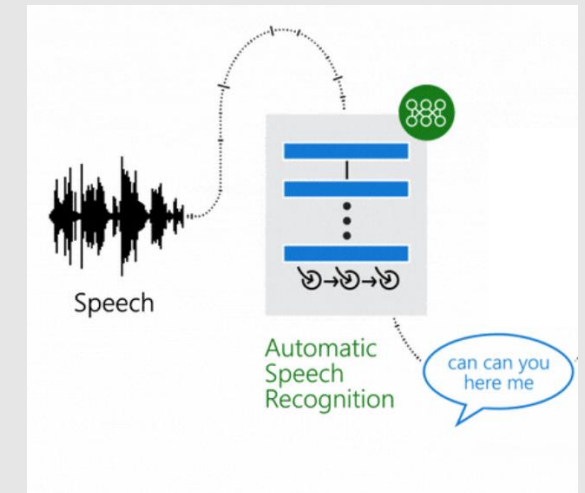 Speech
Automatic
Speech
Recognition
can can you
here me